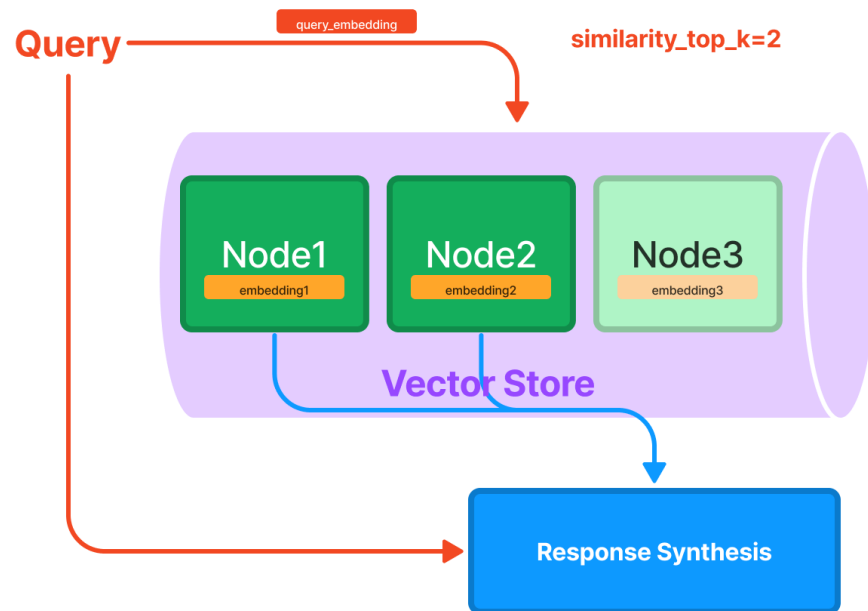 query_embedding
Query
similarity_top_k=2
Node1
embedding1
Node2
embedding2
Node3
embedding3
Vector Store
Response Synthesis